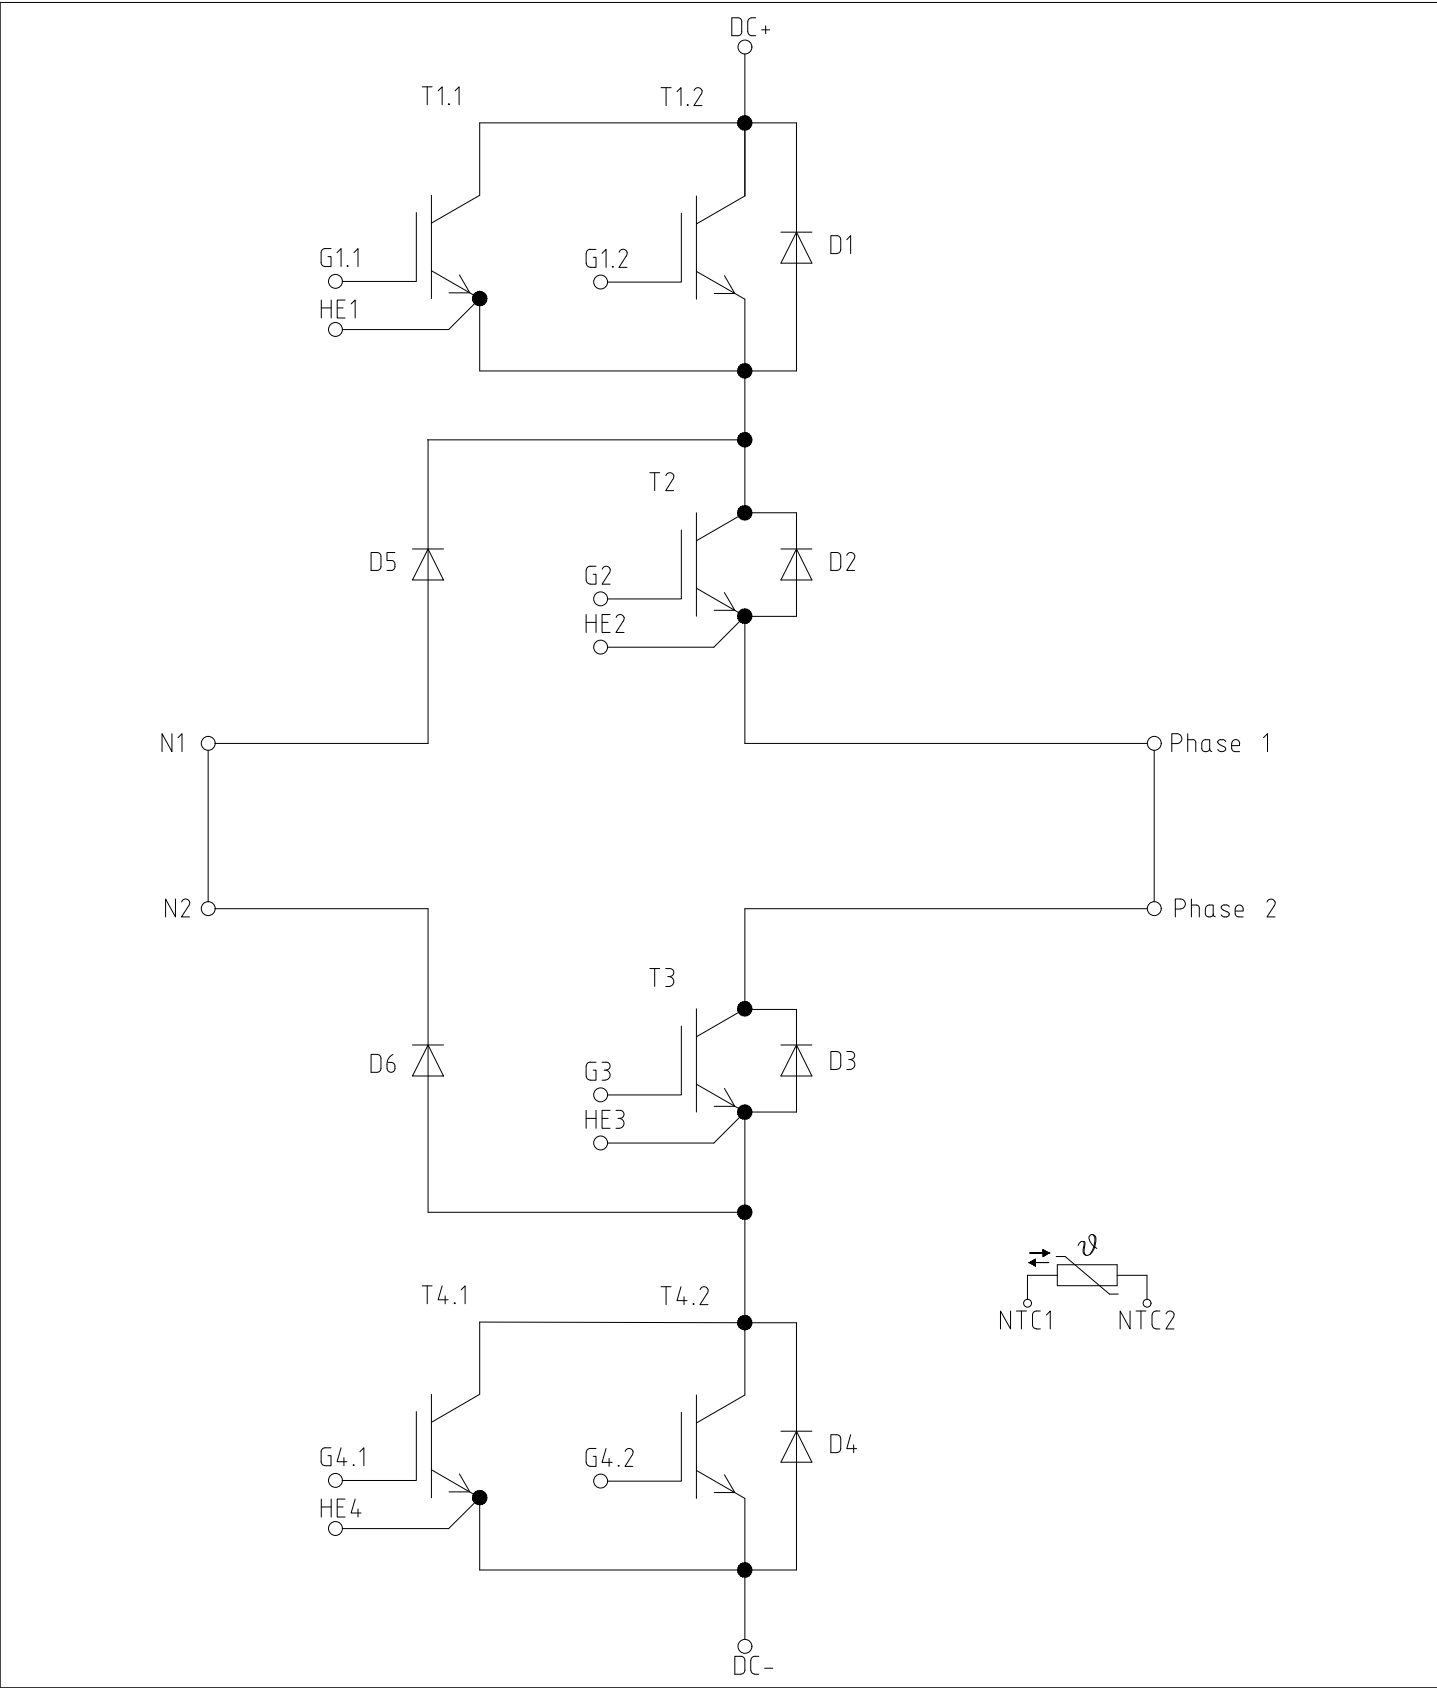 DC+
T1.1
T1.2
G1.1
G1.2
D1
HE1
T2
D5
G2
D2
HE2
N1
Phase 1
N2
Phase 2
T3
D6
G3
D3
HE3
ϑ
T4.1
T4.2
NTC1
NTC2
G4.1
G4.2
D4
HE4
DC-